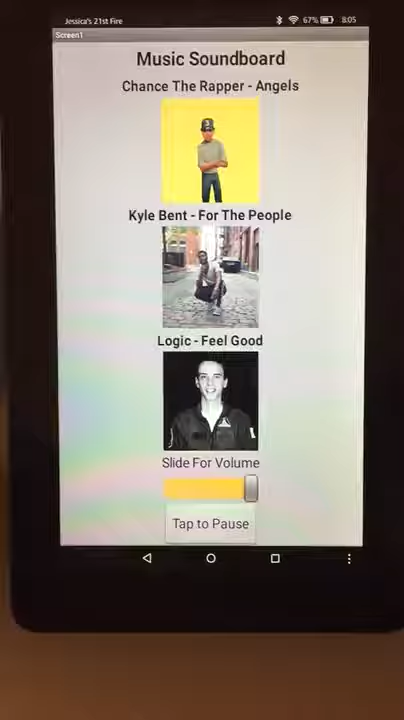 Jessica's 21st Fire 67% 8:05
Screen1
Music Soundboard
Chance The Rapper - Angels
Kyle Bent - For The People
Logic - Feel Good
Slide For Volume
Tap to Pause